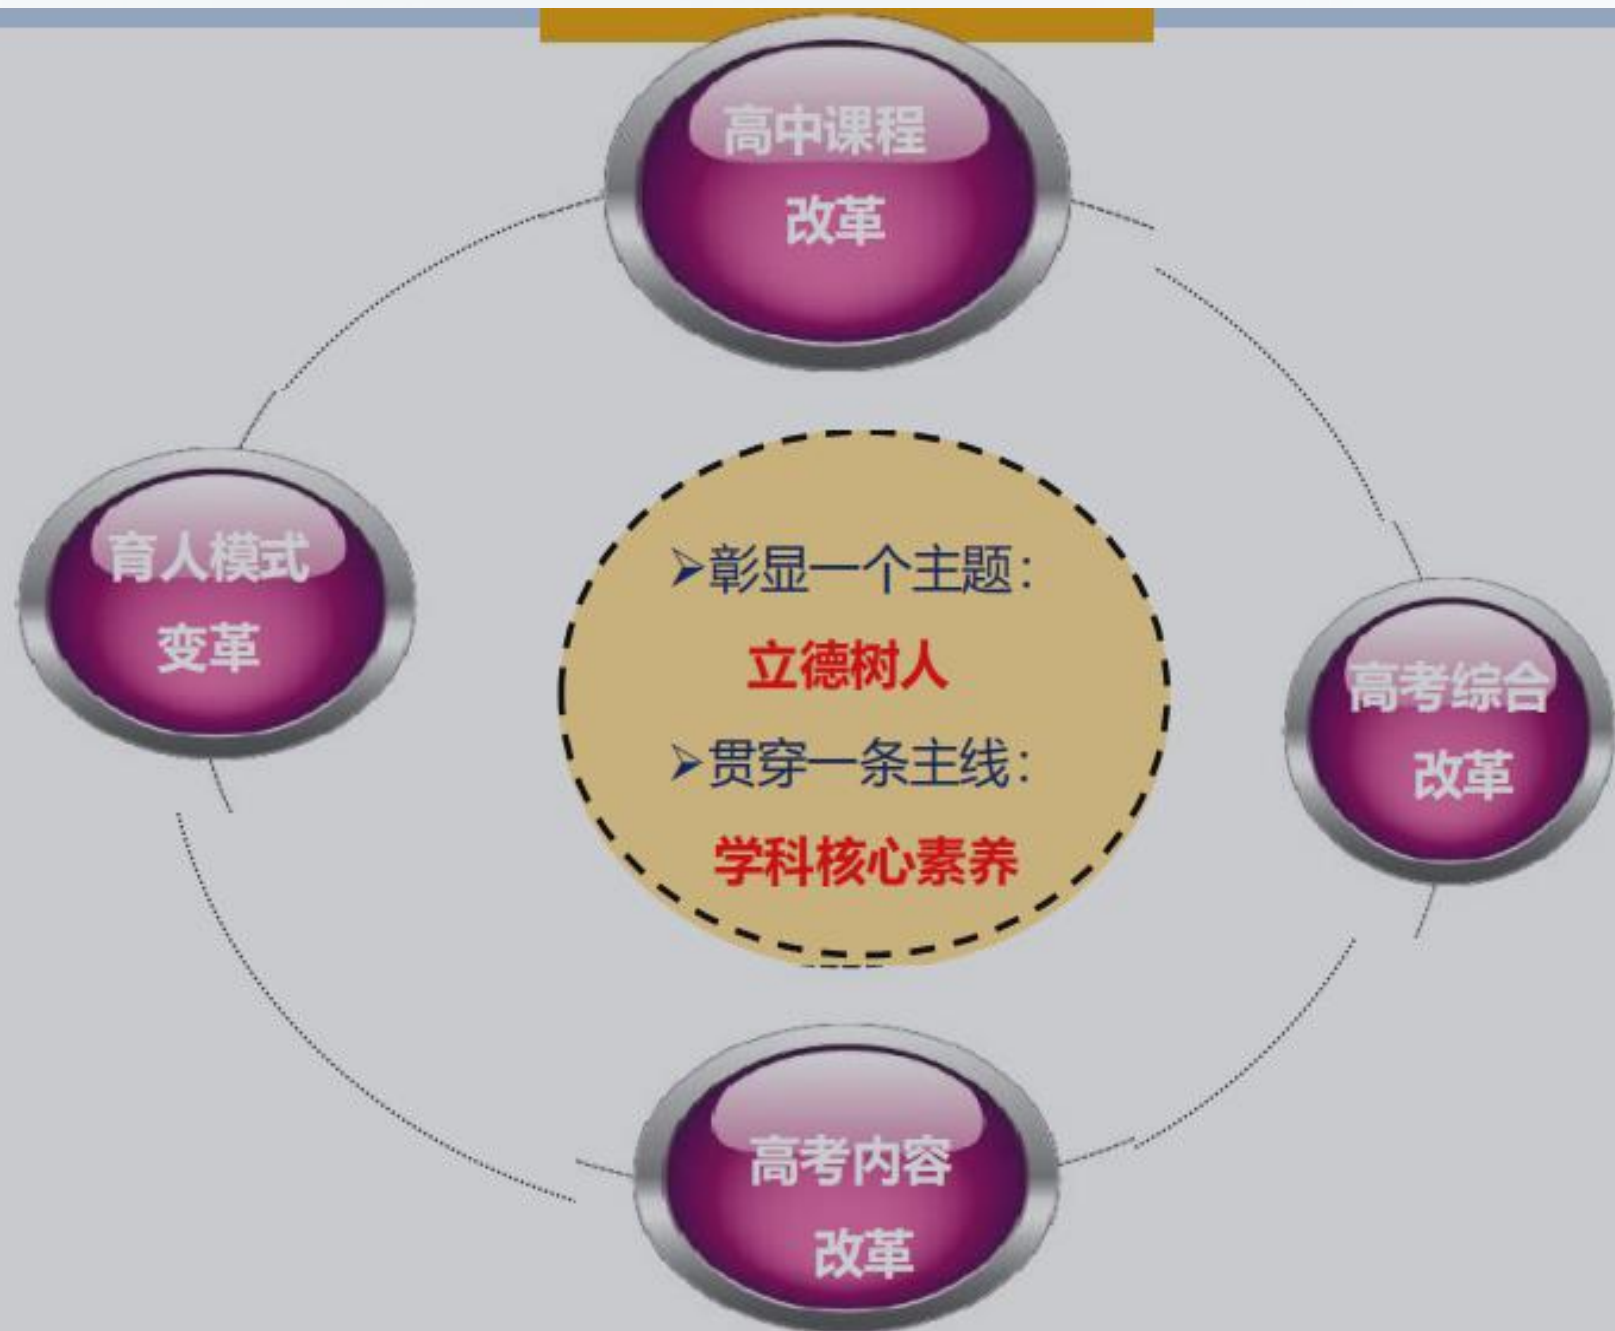 高中课程
改革
育人模式
变革
➢彰显一个主题：
立德树人
➢贯穿一条主线：
学科核心素养
高考综合
改革
高考内容
改革